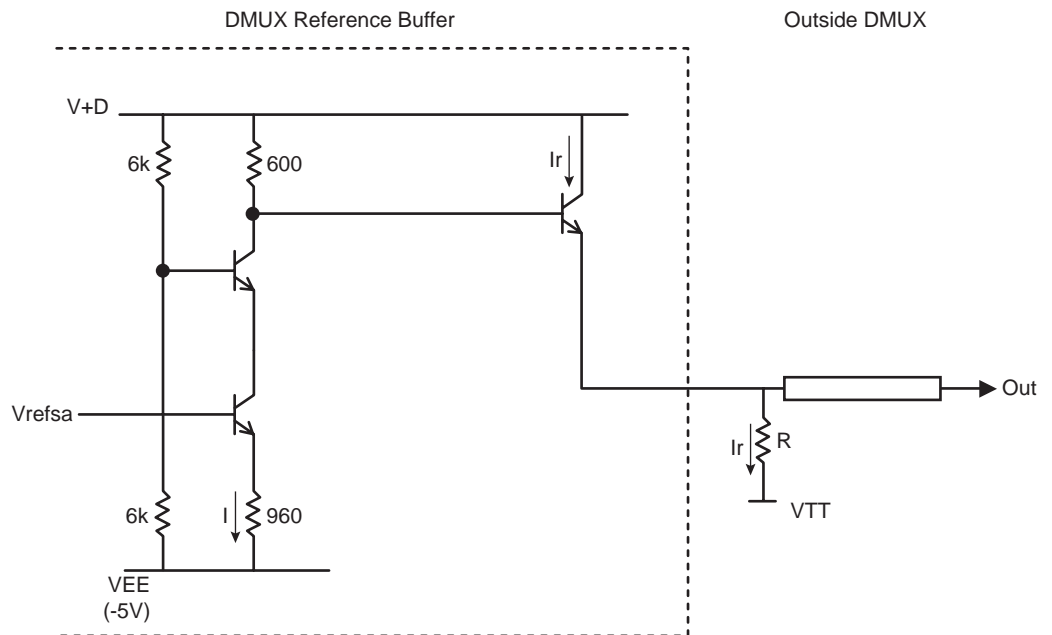 DMUX Reference Buffer
Outside DMUX
V+D
6k
600
Ir
Vrefsa
Out
Ir
R
VTT
6k
I
960
VEE
(-5V)